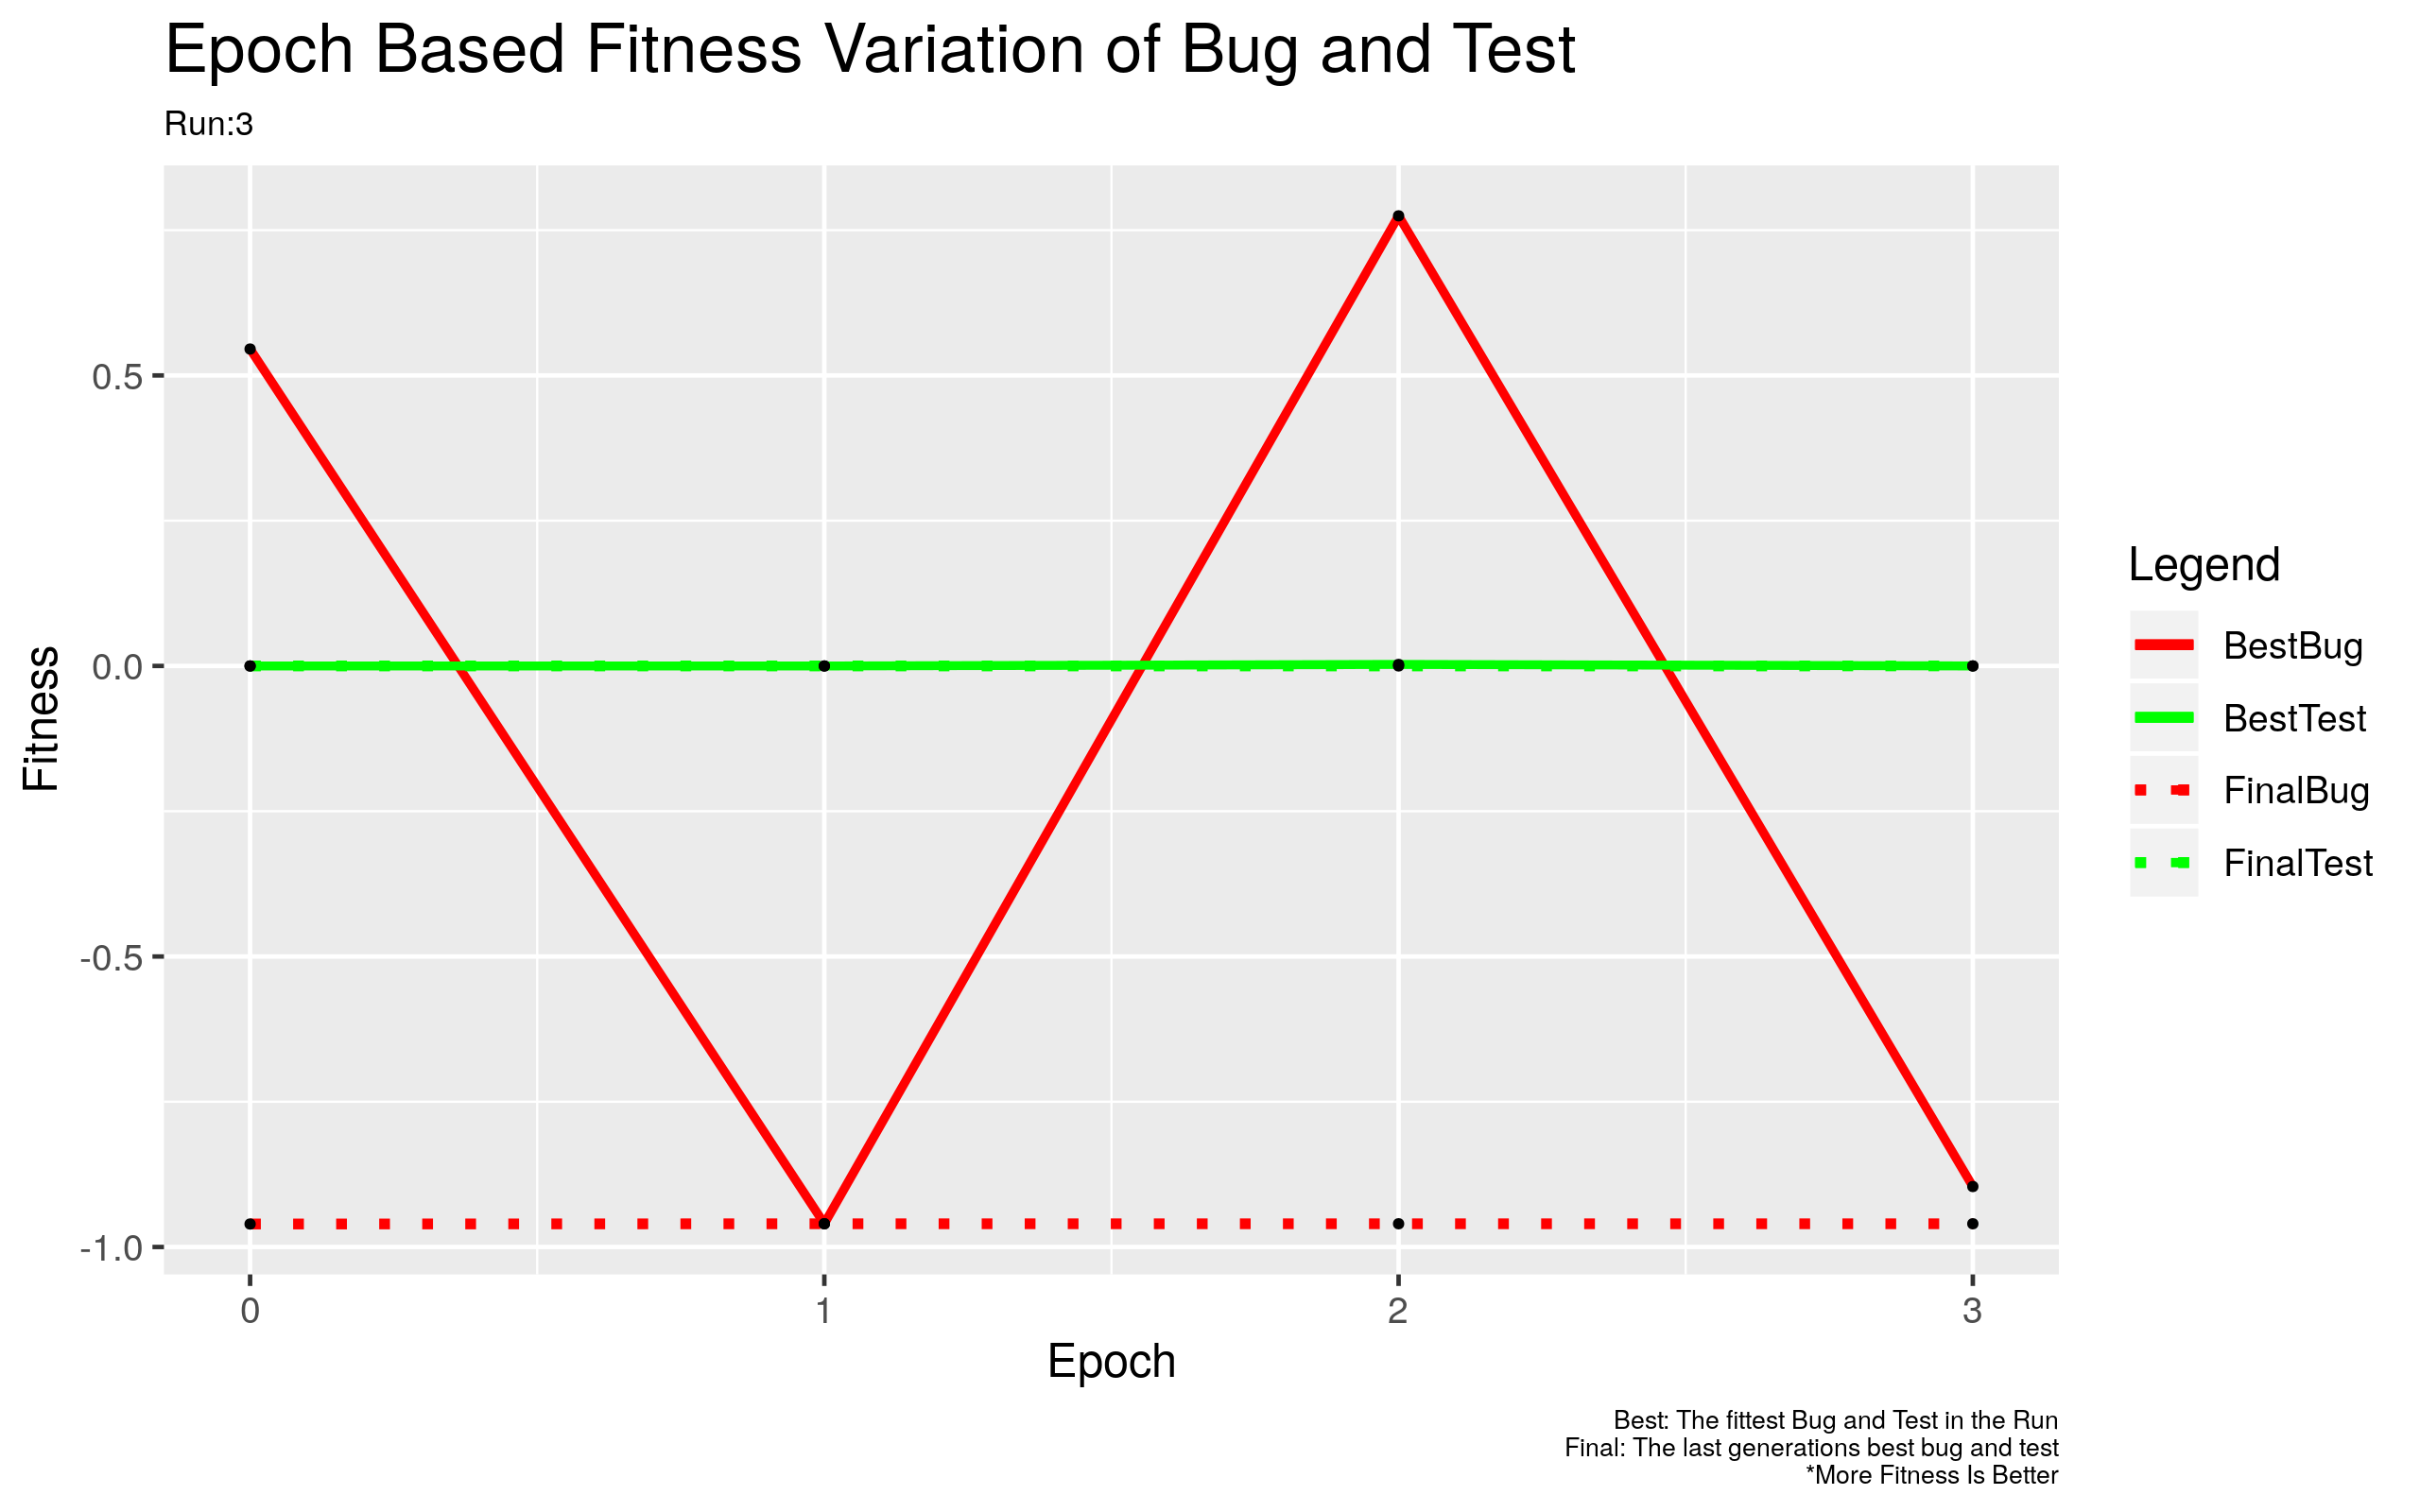 Epoch Based Fitness Variation of Bug and Test
Run:3
Fitness
0.5
0.0
-0.5
-1.0
0
1
2
3
Epoch
Legend
BestBug
BestTest
FinalBug
FinalTest
Best: The fittest Bug and Test in the Run
Final: The last generations best bug and test
*More Fitness Is Better